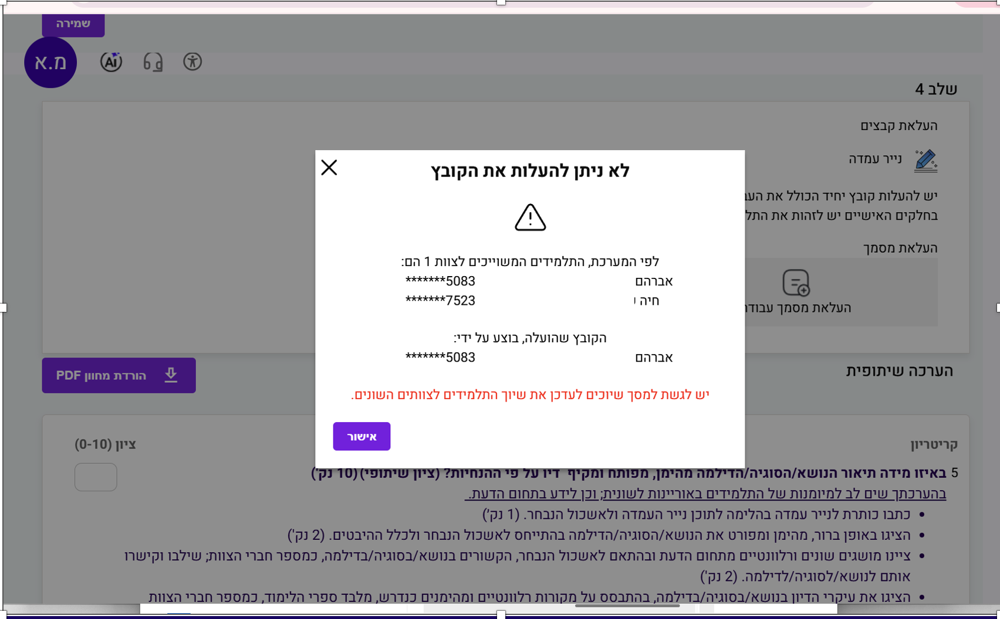 שמירה
מ.א
Ai
שלב 4
העלאת קבצים
נייר עמדה
יש להעלות קובץ יחיד הכולל את
בחלקים האישיים יש לזהות את
העלאת מסמך
העלאת מסמך
לא ניתן להעלות את הקובץ
לפי המערכת, התלמידים המשוייכים לצוות 1 הם:
אברהם 5083*******
חיה 7523*******
הקובץ שהועלה, בוצע על ידי:
אברהם 5083*******
יש לגשת למסך שיוכים לעדכן את שיוך התלמידים לצוותים השונים.
אישור
הערכה שיתופית
הורדת מחוון PDF
קריטריון
ציון (0-10)
5 באיזו מידה תיאור הנושא/הסוגיה/הדילמה מהימן, מפותח ומקיף דיו על פי ההנחיות? (ציון שיתופי) (10 נק')
בהערכתך שים לב למיומנות של התלמידים באוריינות לשונית; וכן לידע בתחום הדעת.
• כתבו כותרת לנייר עמדה בהלימה לתוכן נייר העמדה ולאשכול הנבחר. (1 נק')
• הציגו באופן ברור, מהימן ומפורט את הנושא/הסוגיה/הדילמה בהתייחס לאשכול הנבחר ולכלל ההיבטים. (2 נק')
• ציינו מושגים שונים ורלוונטיים מתחום הדעת ובהתאם לאשכול הנבחר, הקשורים בנושא/בסוגיה/בדילמה, כמספר חברי הצוות; שילבו וקישרו
אותם לנושא/לסוגיה/לדילמה. (2 נק')
• הציגו את עיקרי הדיון בנושא/בסוגיה/בדילמה, בהתבסס על מקורות רלוונטיים ומהימנים כנדרש, מלבד ספרי הלימוד, כמספר חברי הצוות